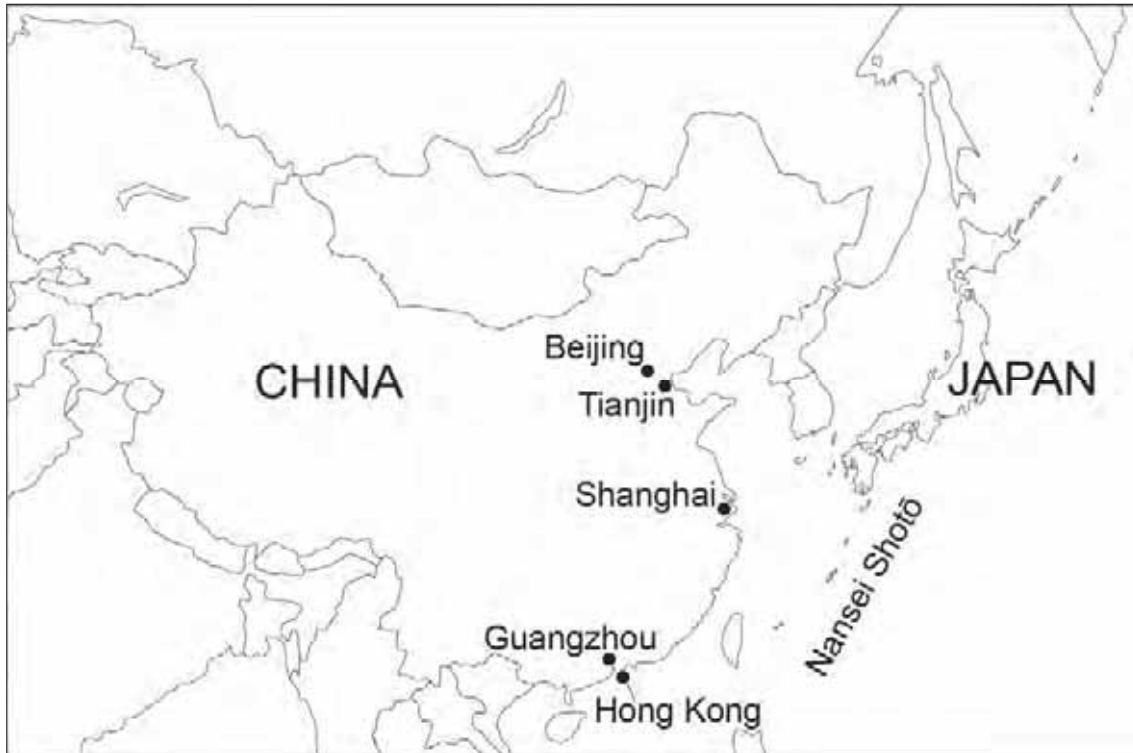 Beijing
CHINA
JAPAN
Tianjin
Shanghai
Nansei Shotō
Guangzhou
Hong Kong